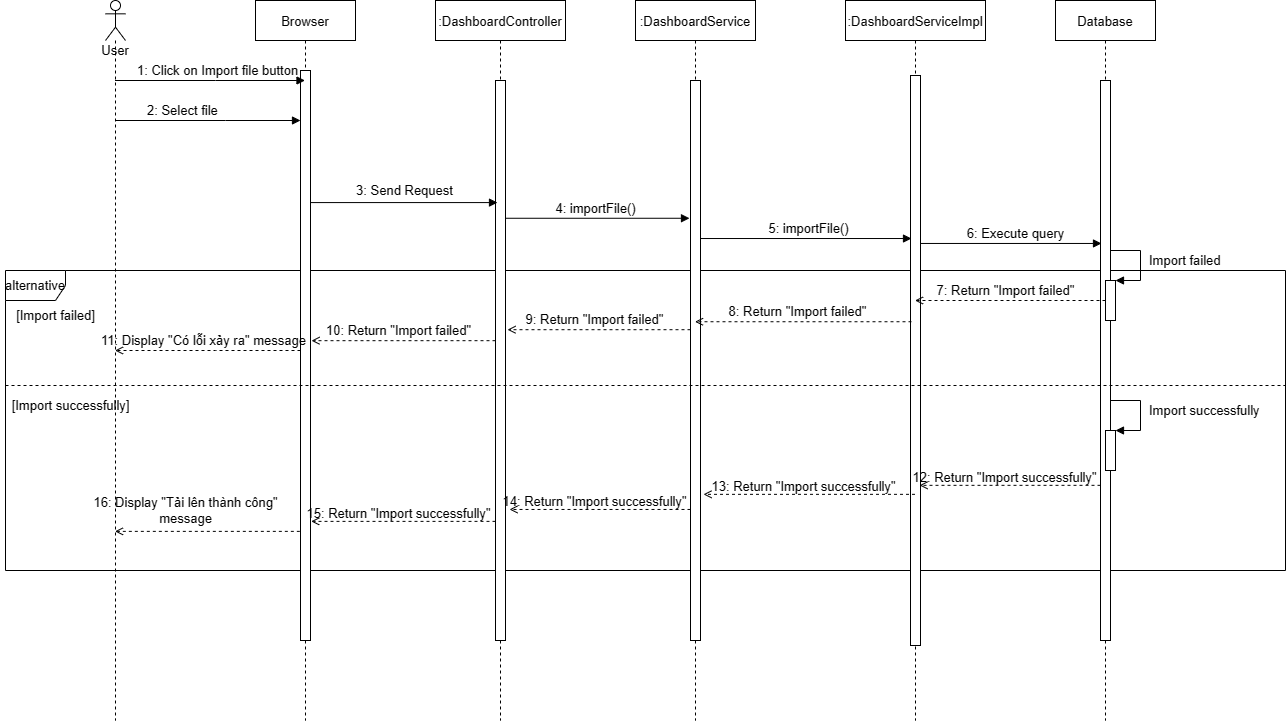 User
Browser
:DashboardController
:DashboardService
:DashboardServiceImpl
Database
1: Click on Import file button
2: Select file
3: Send Request
4: importFile()
5: importFile()
6: Execute query
Import failed
alternative
[Import failed]
7: Return "Import failed"
8: Return "Import failed"
9: Return "Import failed"
10: Return "Import failed"
11: Display "Có lỗi xảy ra" message
[Import successfully]
Import successfully
12: Return "Import successfully"
13: Return "Import successfully"
14: Return "Import successfully"
15: Return "Import successfully"
16: Display "Tải lên thành công"
message